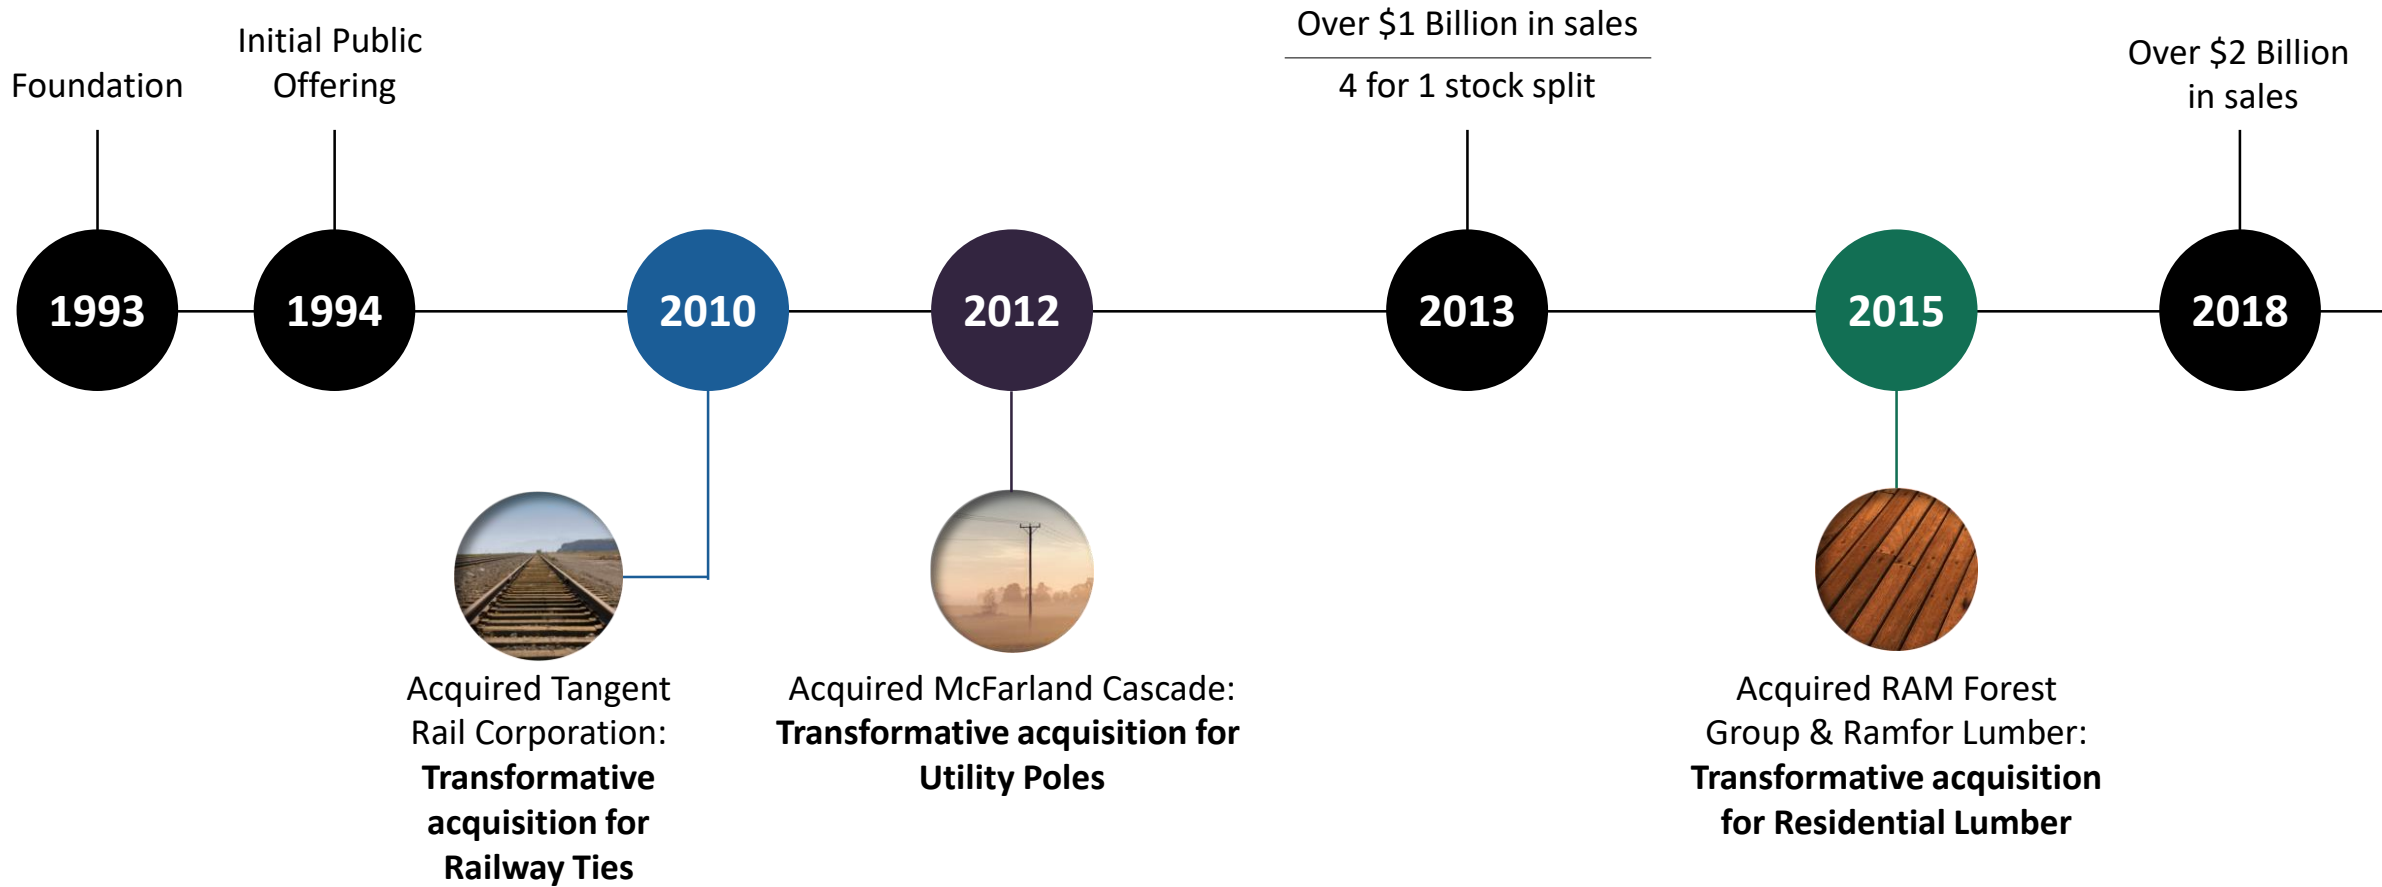 Foundation
Initial Public
Offering
Over $1 Billion in sales
4 for 1 stock split
Over $2 Billion
in sales
1993
1994
2010
2012
2013
2015
2018
Acquired Tangent
Rail Corporation:
Transformative
acquisition for
Railway Ties
Acquired McFarland Cascade:
Transformative acquisition for
Utility Poles
Acquired RAM Forest
Group & Ramfor Lumber:
Transformative acquisition
for Residential Lumber